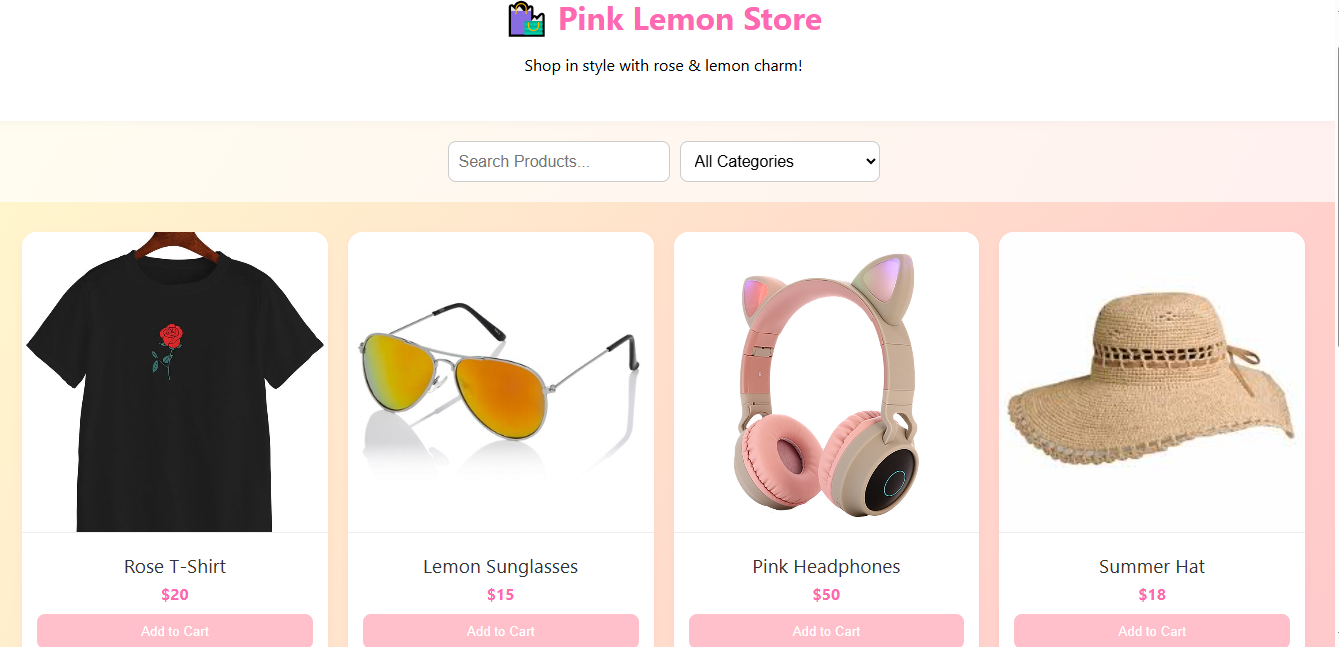 Pink Lemon Store
Shop in style with rose & lemon charm!
Search Products...
All Categories
Rose T-Shirt
$20
Add to Cart
Lemon Sunglasses
$15
Add to Cart
Pink Headphones
$50
Add to Cart
Summer Hat
$18
Add to Cart